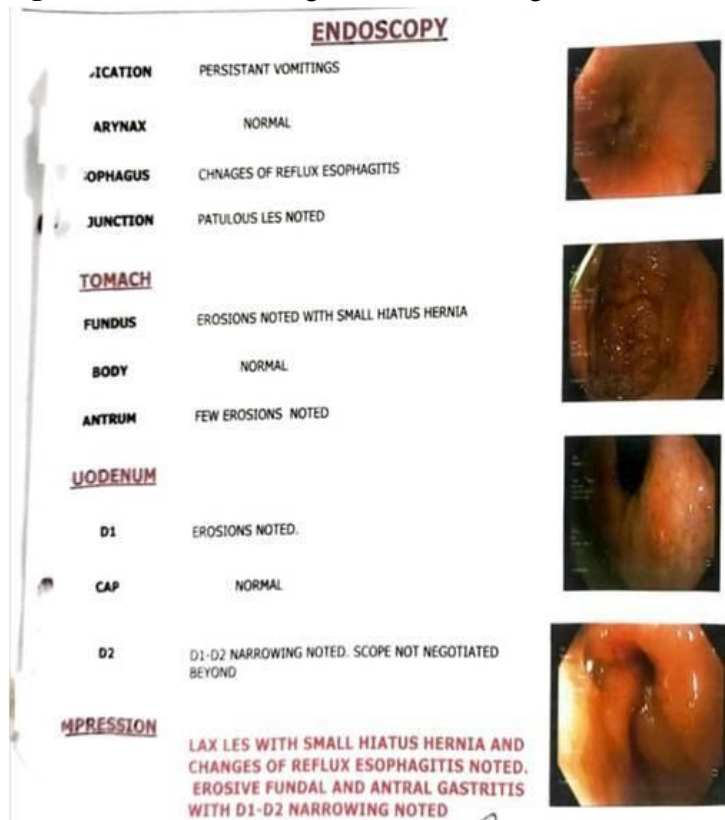 ENDOSCOPY
ICATION PERSISTANT VOMITINGS
ARYNAX NORMAL
OPHAGUS CHNAGES OF REFLUX ESOPHAGITIS
JUNCTION PATULOUS LES NOTED
TOMACH
FUNDUS EROSIONS NOTED WITH SMALL HIATUS HERNIA
BODY NORMAL
ANTRUM FEW EROSIONS NOTED
UODENUM
D1 EROSIONS NOTED.
CAP NORMAL
D2 D1-D2 NARROWING NOTED. SCOPE NOT NEGOTIATED
BEYOND
MPRESSION
LAX LES WITH SMALL HIATUS HERNIA AND
CHANGES OF REFLUX ESOPHAGITIS NOTED.
EROSIVE FUNDAL AND ANTRAL GASTRITIS
WITH D1-D2 NARROWING NOTED